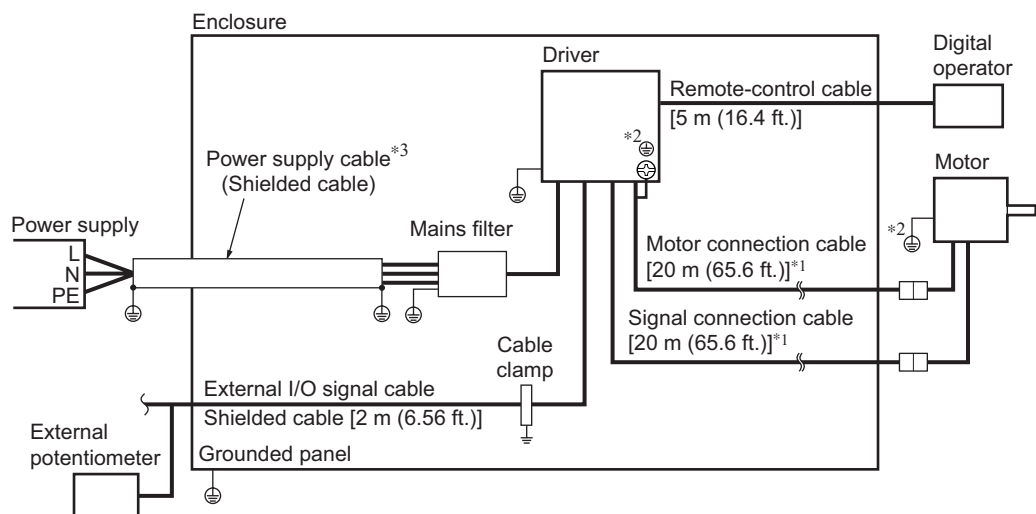 Enclosure
Driver
Digital
operator
Remote-control cable
[5 m (16.4 ft.)]
*2
Power supply cable*3
(Shielded cable)
Motor
Power supply
Mains filter
*2
L
N
PE
Motor connection cable
[20 m (65.6 ft.)]*1
Signal connection cable
[20 m (65.6 ft.)]*1
Cable
clamp
External I/O signal cable
Shielded cable [2 m (6.56 ft.)]
External
potentiometer
Grounded panel